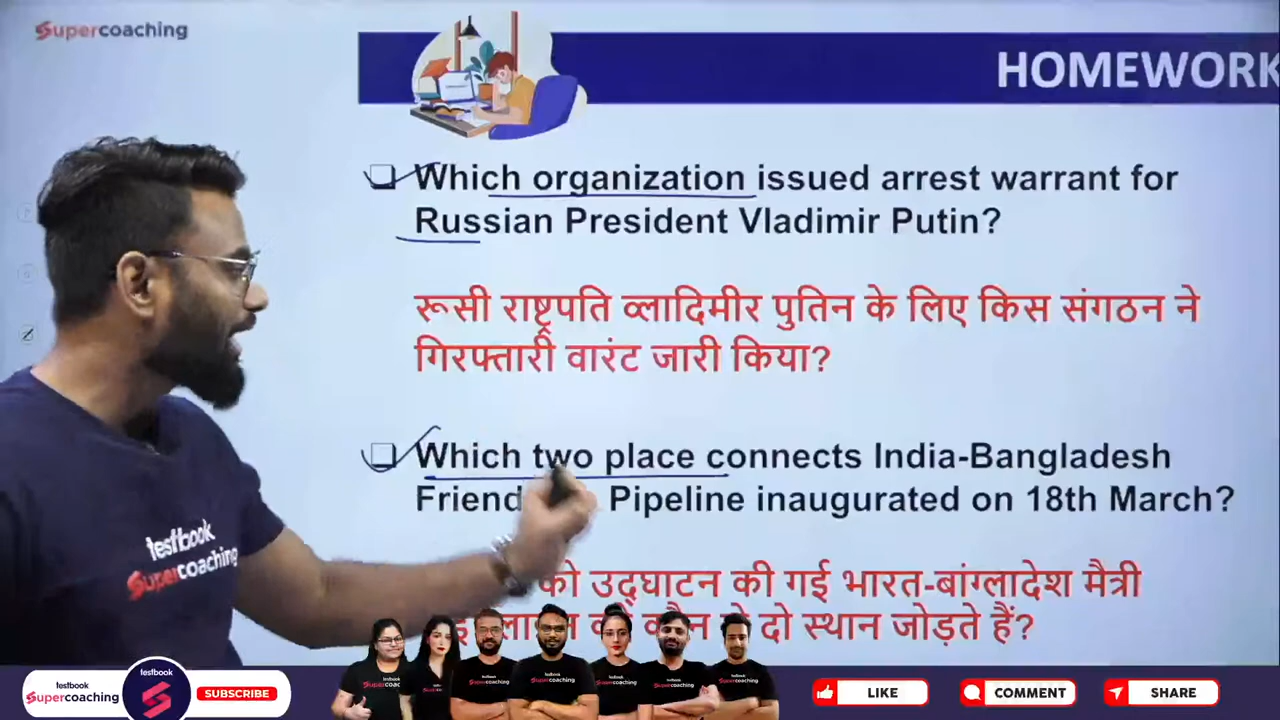 Supercoaching
HOMEWORK
Which organization issued arrest warrant for
Russian President Vladimir Putin?
रूसी राष्ट्रपति व्लादिमीर पुतिन के लिए किस संगठन ने
गिरफ्तारी वारंट जारी किया?
Which two place connects India-Bangladesh
Friend Pipeline inaugurated on 18th March?
को उद्घाटन की गई भारत-बांग्लादेश मैत्री
दो स्थान जोड़ते हैं?
testbook
Supercoaching
testbook
Supercoaching
testbook
SUBSCRIBE
LIKE
COMMENT
SHARE